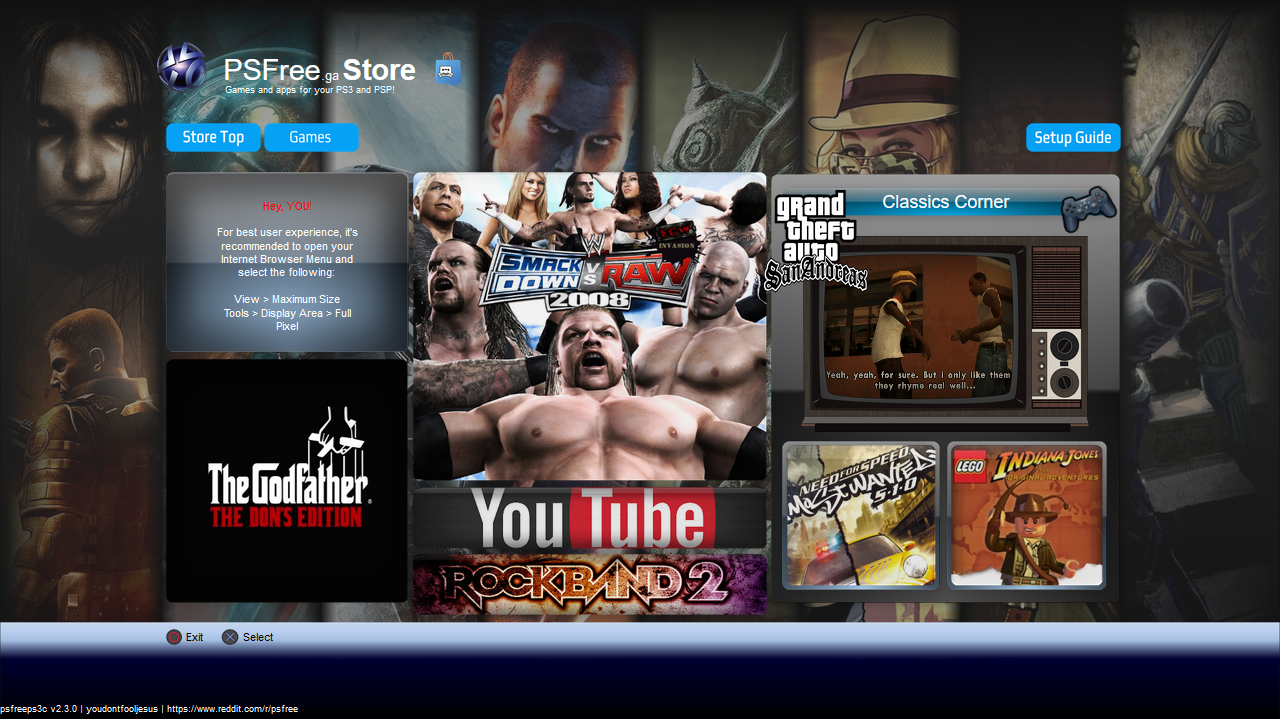 PSFree.ga Store
Games and apps for your PS3 and PSP!
Store Top
Games
Setup Guide
Hey, YOU!
For best user experience, it's
recommended to open your
Internet Browser Menu and
select the following:
View > Maximum Size
Tools > Display Area > Full
Pixel
The Godfather
THE DON'S EDITION
ECW
INVASION
SMACK
DOWN VS RAW
2008
YouTube
ROCKBAND 2
Classics Corner
grand
theft
auto
San Andreas
Yeah, yeah, for sure. But I only like them
they rhyme real well...
NEED FOR SPEED
MOST WANTED
5-1-0
LEGO INDIANA JONES
THE ORIGINAL ADVENTURES
Exit
Select
psfreeps3c v2.3.0 | youdontfooljesus | https://www.reddit.com/r/psfree